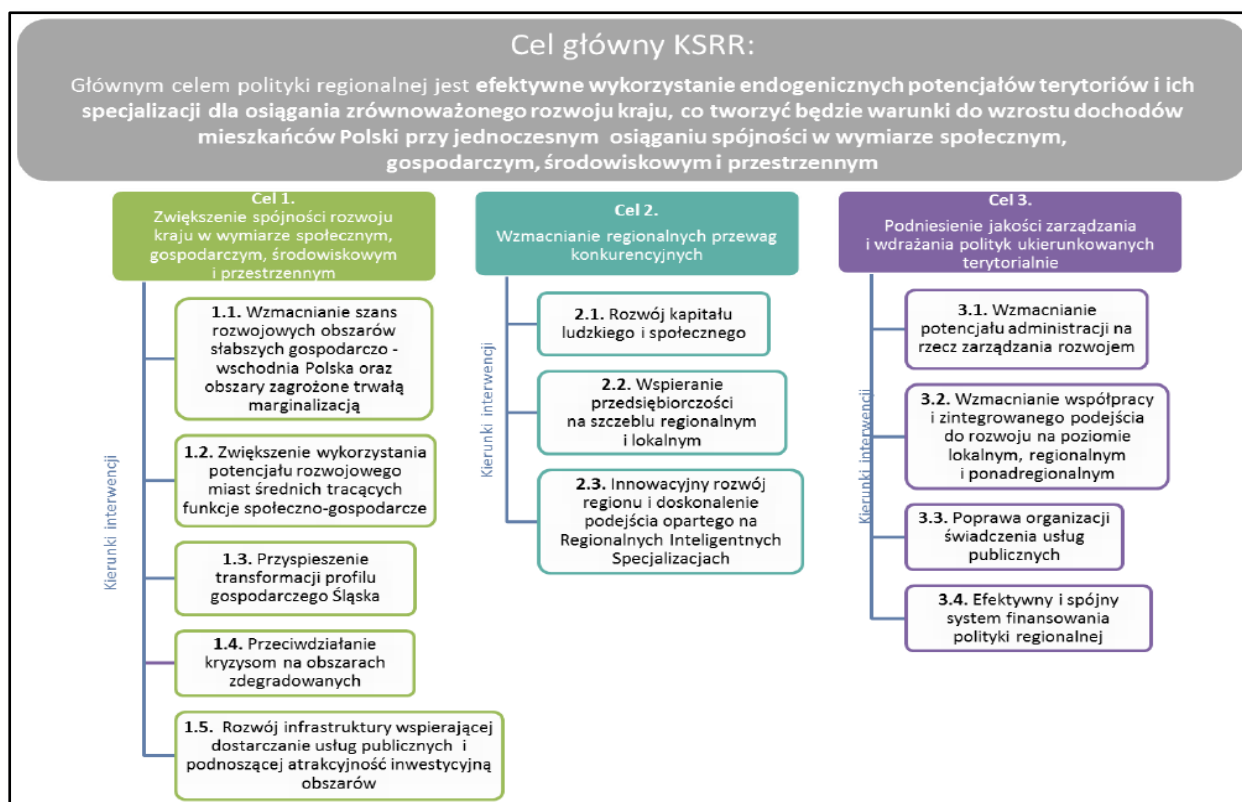 Cel główny KSRR:
Głównym celem polityki regionalnej jest efektywne wykorzystanie endogenicznych potencjałów terytoriów i ich
specjalizacji dla osiągania zrównoważonego rozwoju kraju, co tworzyć będzie warunki do wzrostu dochodów
mieszkańców Polski przy jednoczesnym osiąganiu spójności w wymiarze społecznym,
gospodarczym, środowiskowym i przestrzennym
Cel 1.
Zwiększenie spójności rozwoju
kraju w wymiarze społecznym,
gospodarczym, środowiskowym
i przestrzennym
Kierunki interwencji
1.1. Wzmacnianie szans
rozwojowych obszarów
słabszych gospodarczo -
wschodnia Polska oraz
obszary zagrożone trwałą
marginalizacją
1.2. Zwiększenie wykorzystania
potencjału rozwojowego
miast średnich tracących
funkcje społeczno-gospodarcze
1.3. Przyspieszenie
transformacji profilu
gospodarczego Śląska
1.4. Przeciwdziałanie
kryzysom na obszarach
zdegradowanych
1.5. Rozwój infrastruktury wspierającej
dostarczanie usług publicznych i
podnoszącej atrakcyjność inwestycyjną
obszarów
Cel 2.
Wzmacnianie regionalnych przewag
konkurencyjnych
Kierunki interwencji
2.1. Rozwój kapitału
ludzkiego i społecznego
2.2. Wspieranie
przedsiębiorczości
na szczeblu regionalnym
i lokalnym
2.3. Innowacyjny rozwój
regionu i doskonalenie
podejścia opartego na
Regionalnych Inteligentnych
Specjalizacjach
Cel 3.
Podniesienie jakości zarządzania
i wdrażania polityk ukierunkowanych
terytorialnie
Kierunki interwencji
3.1. Wzmacnianie
potencjału administracji na
rzecz zarządzania rozwojem
3.2. Wzmacnianie współpracy
i zintegrowanego podejścia
do rozwoju na poziomie
lokalnym, regionalnym
i ponadregionalnym
3.3. Poprawa organizacji
świadczenia usług
publicznych
3.4. Efektywny i spójny
system finansowania
polityki regionalnej